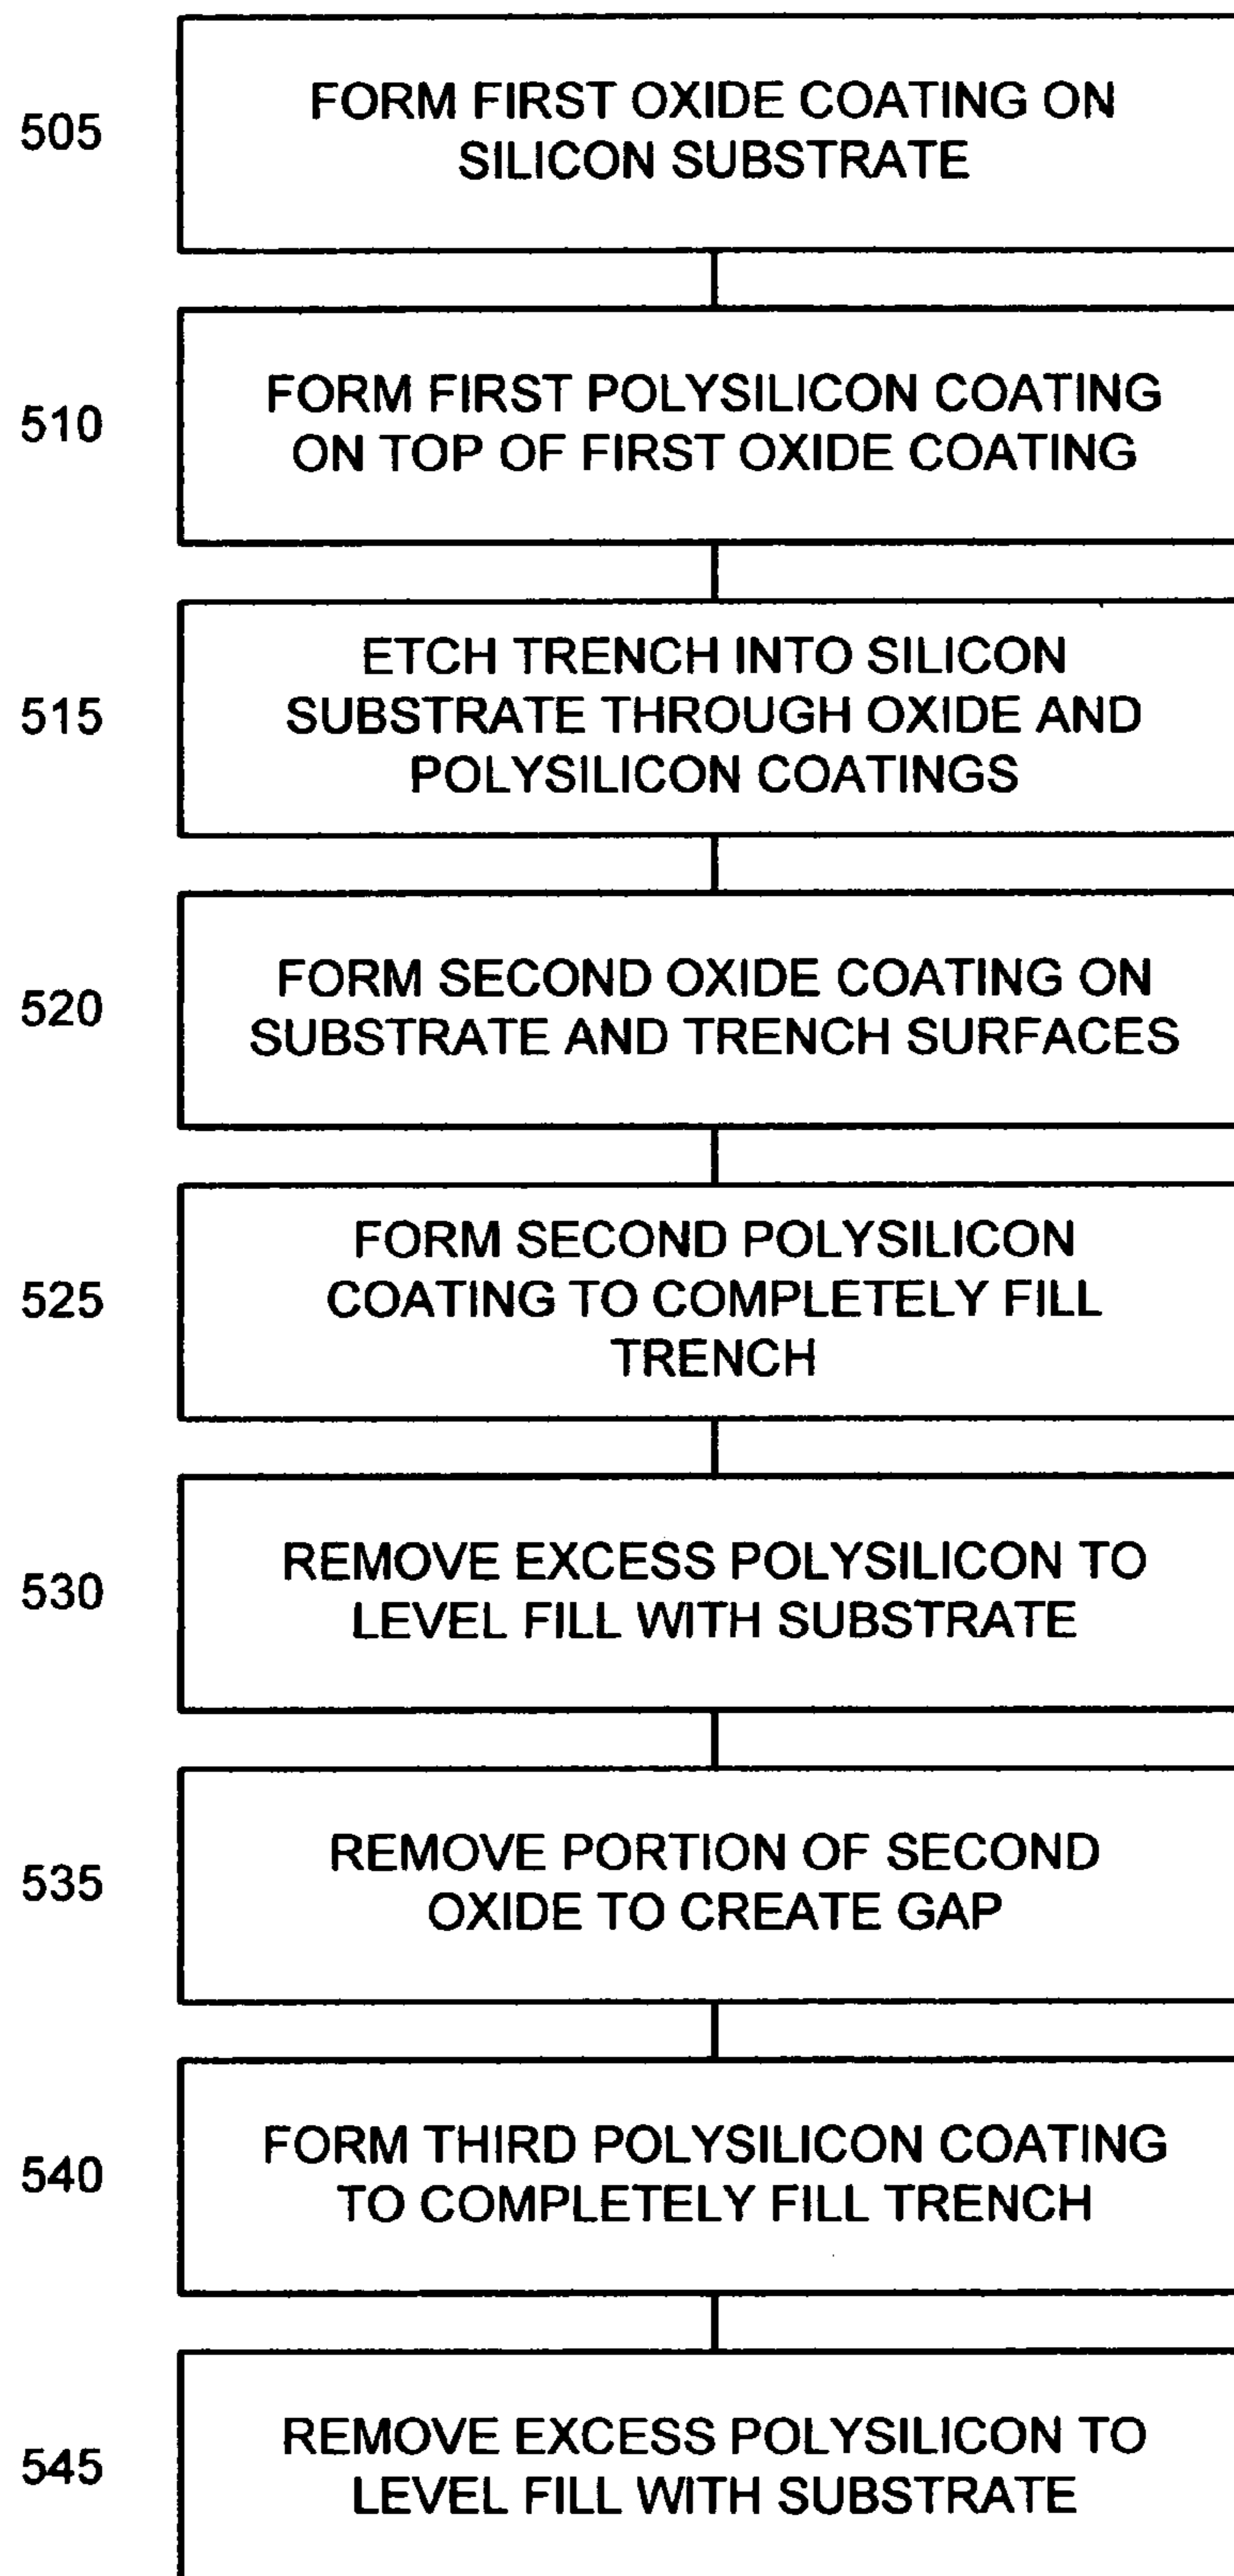 505
FORM FIRST OXIDE COATING ON
SILICON SUBSTRATE
510
FORM FIRST POLYSILICON COATING
ON TOP OF FIRST OXIDE COATING
515
ETCH TRENCH INTO SILICON
SUBSTRATE THROUGH OXIDE AND
POLYSILICON COATINGS
520
FORM SECOND OXIDE COATING ON
SUBSTRATE AND TRENCH SURFACES
525
FORM SECOND POLYSILICON
COATING TO COMPLETELY FILL
TRENCH
530
REMOVE EXCESS POLYSILICON TO
LEVEL FILL WITH SUBSTRATE
535
REMOVE PORTION OF SECOND
OXIDE TO CREATE GAP
540
FORM THIRD POLYSILICON COATING
TO COMPLETELY FILL TRENCH
545
REMOVE EXCESS POLYSILICON TO
LEVEL FILL WITH SUBSTRATE